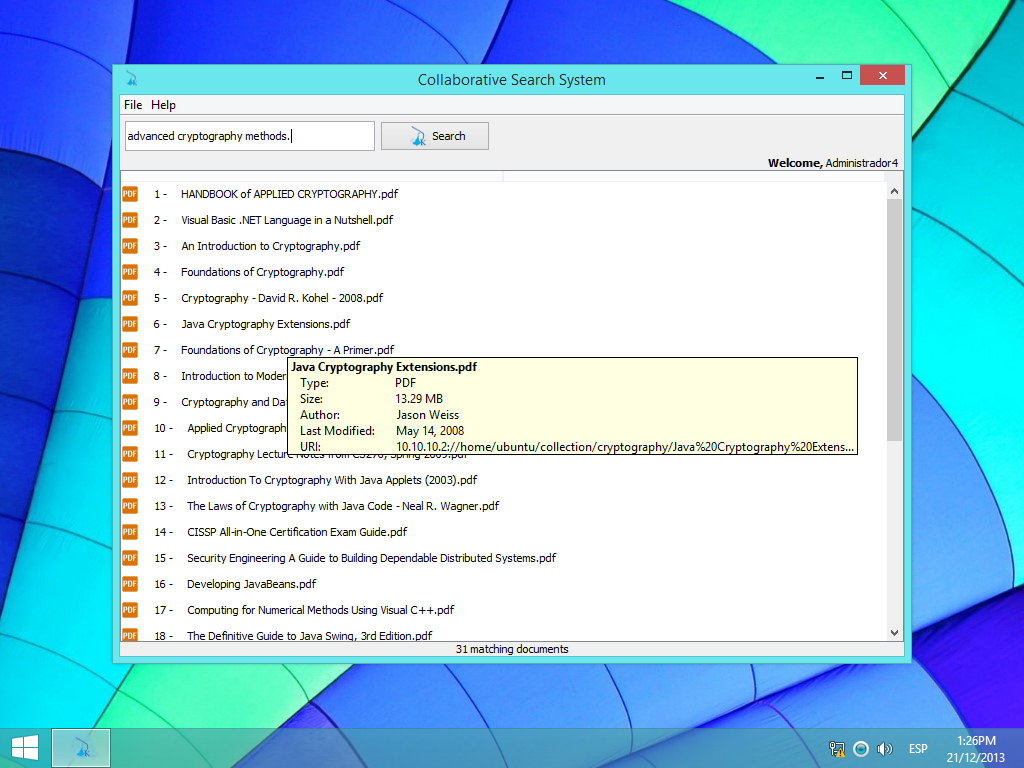 Collaborative Search System
File Help
advanced cryptography methods. Search
Welcome, Administrador4
PDF 1 - HANDBOOK of APPLIED CRYPTOGRAPHY.pdf
PDF 2 - Visual Basic .NET Language in a Nutshell.pdf
PDF 3 - An Introduction to Cryptography.pdf
PDF 4 - Foundations of Cryptography.pdf
PDF 5 - Cryptography - David R. Kohel - 2008.pdf
PDF 6 - Java Cryptography Extensions.pdf
PDF 7 - Foundations of Cryptography - A Primer.pdf
Java Cryptography Extensions.pdf
Type: PDF
Size: 13.29 MB
Author: Jason Weiss
Last Modified: May 14, 2008
URI: 10.10.10.2://home/ubuntu/collection/cryptography/Java%20Cryptography%20Extens...
PDF 8 - Introduction to Moder
PDF 9 - Cryptography and Da
PDF 10 - Applied Cryptograph
PDF 11 - Cryptography Lecture
PDF 12 - Introduction To Cryptography With Java Applets (2003).pdf
PDF 13 - The Laws of Cryptography with Java Code - Neal R. Wagner.pdf
PDF 14 - CISSP All-in-One Certification Exam Guide.pdf
PDF 15 - Security Engineering A Guide to Building Dependable Distributed Systems.pdf
PDF 16 - Developing JavaBeans.pdf
PDF 17 - Computing for Numerical Methods Using Visual C++.pdf
PDF 18 - The Definitive Guide to Java Swing, 3rd Edition.pdf
31 matching documents
ESP
1:26PM
21/12/2013